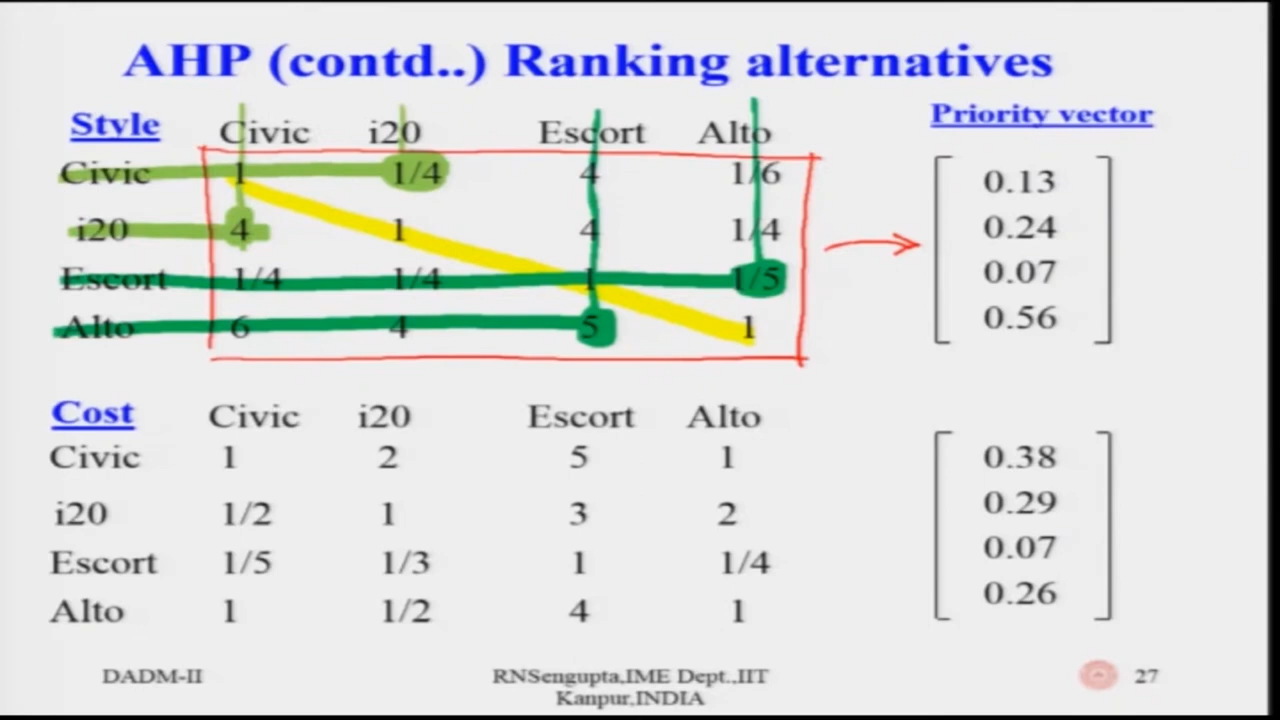 AHP (contd..) Ranking alternatives
Style Civic i20 Escort Alto Priority vector
Civic 1 1/4 4 1/6 0.13
i20 4 1 4 1/4 0.24
Escort 1/4 1/4 1 1/5 0.07
Alto 6 4 5 1 0.56
Cost Civic i20 Escort Alto
Civic 1 2 5 1 0.38
i20 1/2 1 3 2 0.29
Escort 1/5 1/3 1 1/4 0.07
Alto 1 1/2 4 1 0.26
DADM-II RNSengupta,IME Dept.,IIT 27
Kanpur,INDIA